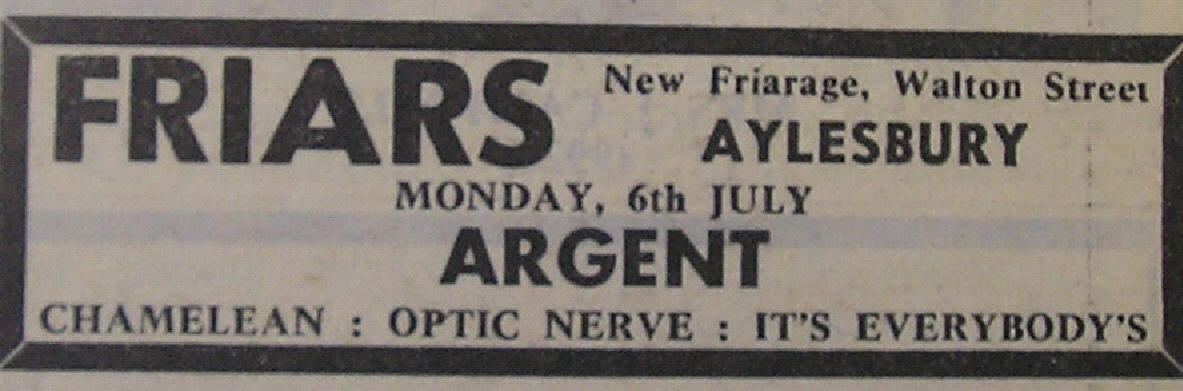 FRIARS New Friarage, Walton Street
AYLESBURY
MONDAY, 6th JULY
ARGENT
CHAMELEAN : OPTIC NERVE : IT'S EVERYBODY'S